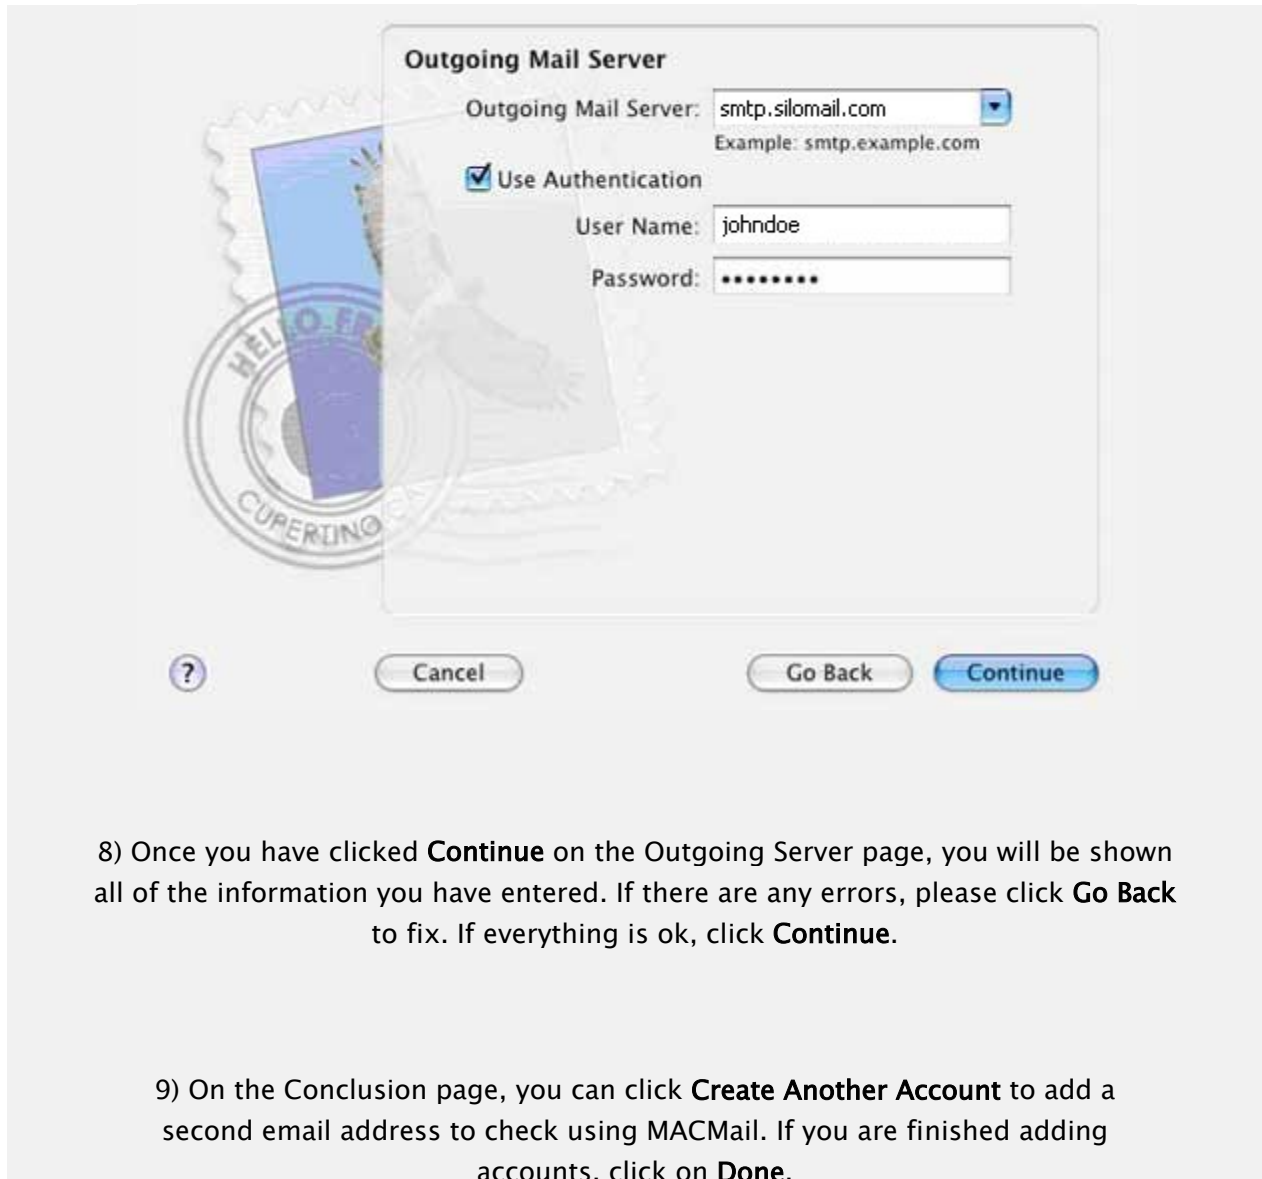 Outgoing Mail Server
Outgoing Mail Server: smtp.silomail.com
Example: smtp.example.com
Use Authentication
User Name: johndoe
Password: ••••••••
HELLO FR
CUPERTINO
?
Cancel
Go Back
Continue
8) Once you have clicked Continue on the Outgoing Server page, you will be shown
all of the information you have entered. If there are any errors, please click Go Back
to fix. If everything is ok, click Continue.
9) On the Conclusion page, you can click Create Another Account to add a
second email address to check using MACMail. If you are finished adding
accounts, click on Done.